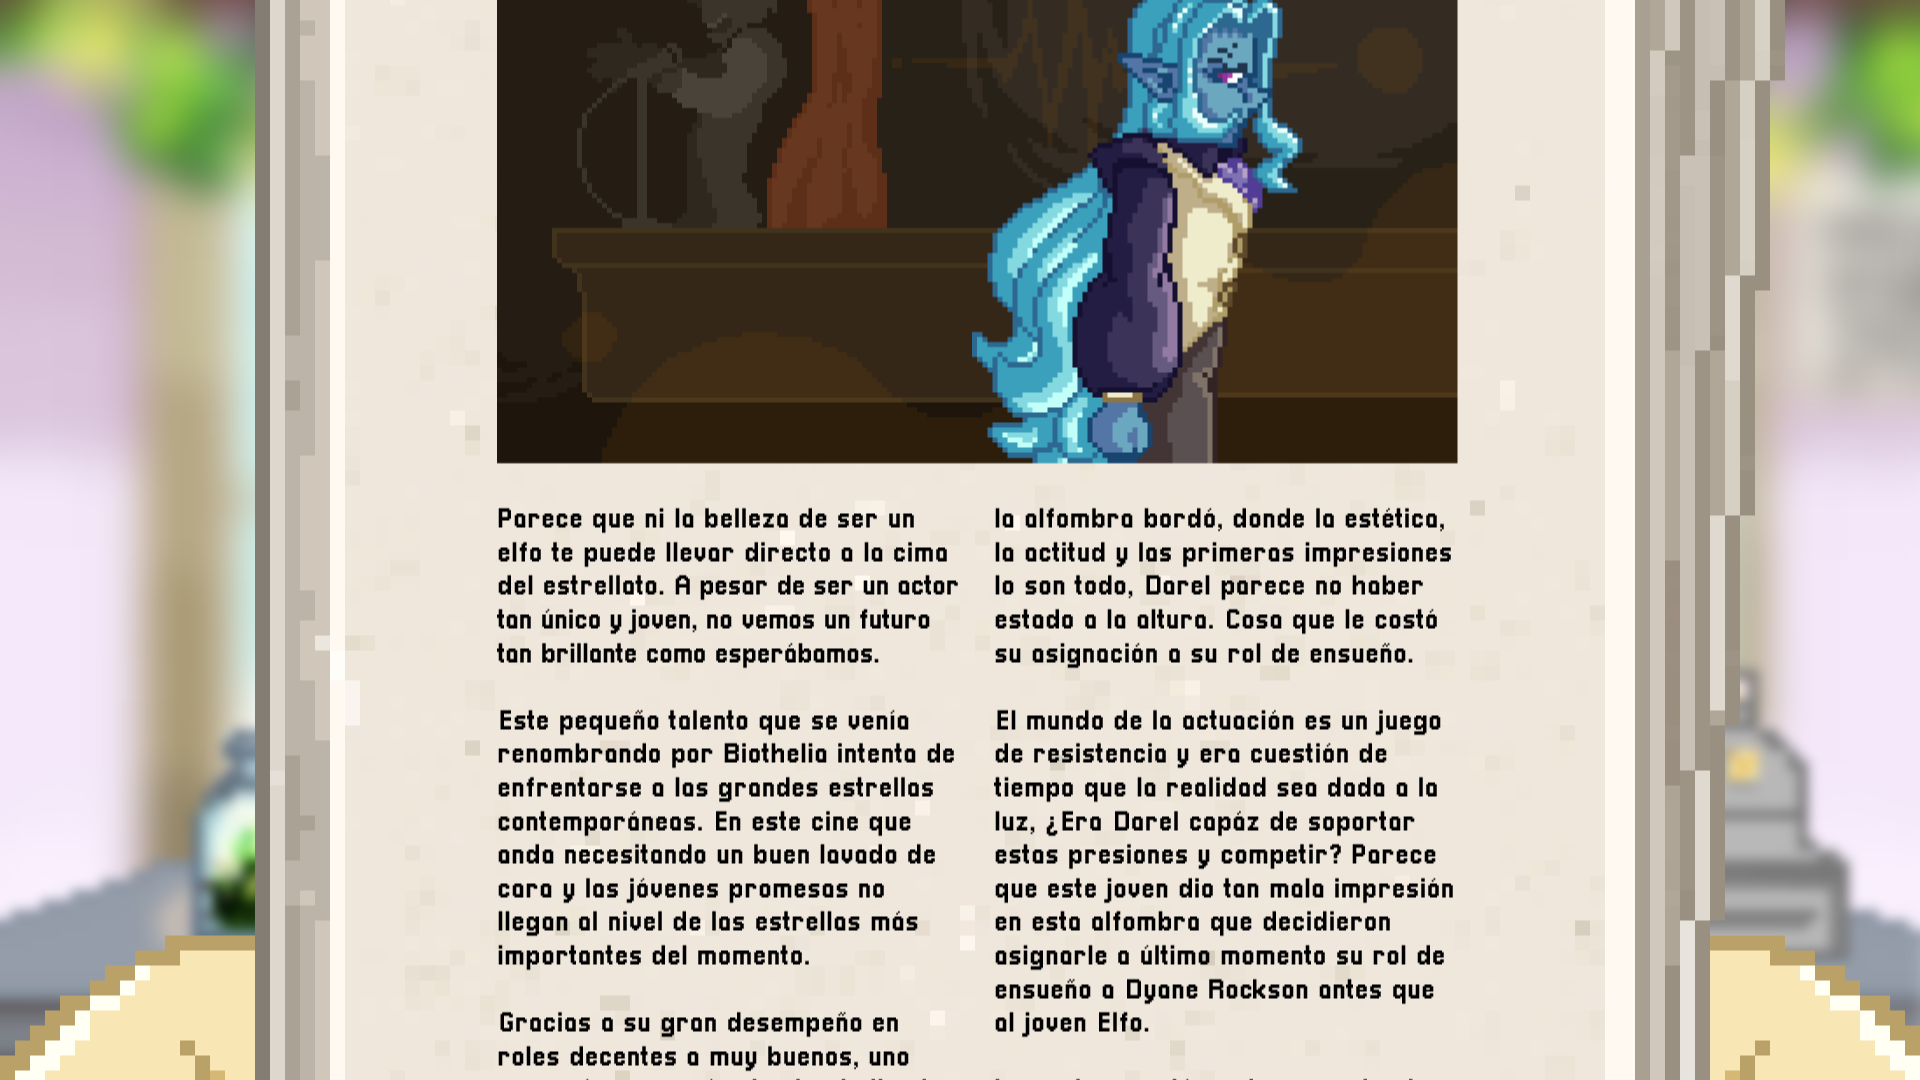 Parece que ni la belleza de ser un
elfo te puede llevar directo a la cima
del estrellato. A pesar de ser un actor
tan único y joven, no vemos un futuro
tan brillante como esperábamos.
Este pequeño talento que se venía
renombrando por Biothelia intenta de
enfrentarse a las grandes estrellas
contemporáneas. En este cine que
anda necesitando un buen lavado de
cara y las jóvenes promesas no
llegan al nivel de las estrellas más
importantes del momento.
Gracias a su gran desempeño en
roles decentes a muy buenos, uno
la alfombra bordó, donde la estética,
la actitud y las primeras impresiones
lo son todo, Darel parece no haber
estado a la altura. Cosa que le costó
su asignación a su rol de ensueño.
El mundo de la actuación es un juego
de resistencia y era cuestión de
tiempo que la realidad sea dada a la
luz, ¿Era Darel capáz de soportar
estas presiones y competir? Parece
que este joven dio tan mala impresión
en esta alfombra que decidieron
asignarle a último momento su rol de
ensueño a Dyane Rockson antes que
al joven Elfo.